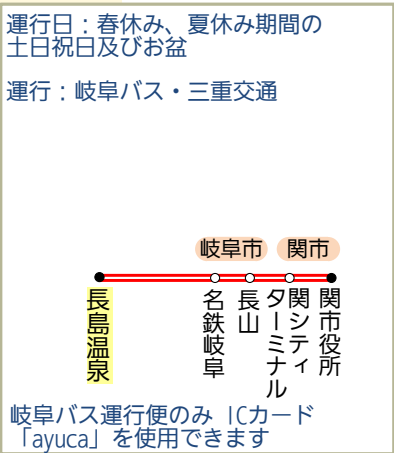 運行日：春休み、夏休み期間の
土日祝日及びお盆
運行：岐阜バス・三重交通
岐阜市
関市
長島温泉
名鉄岐阜
長山
関シティ
ターミナル
関市役所
岐阜バス運行便のみ ICカード
「ayuca」を使用できます